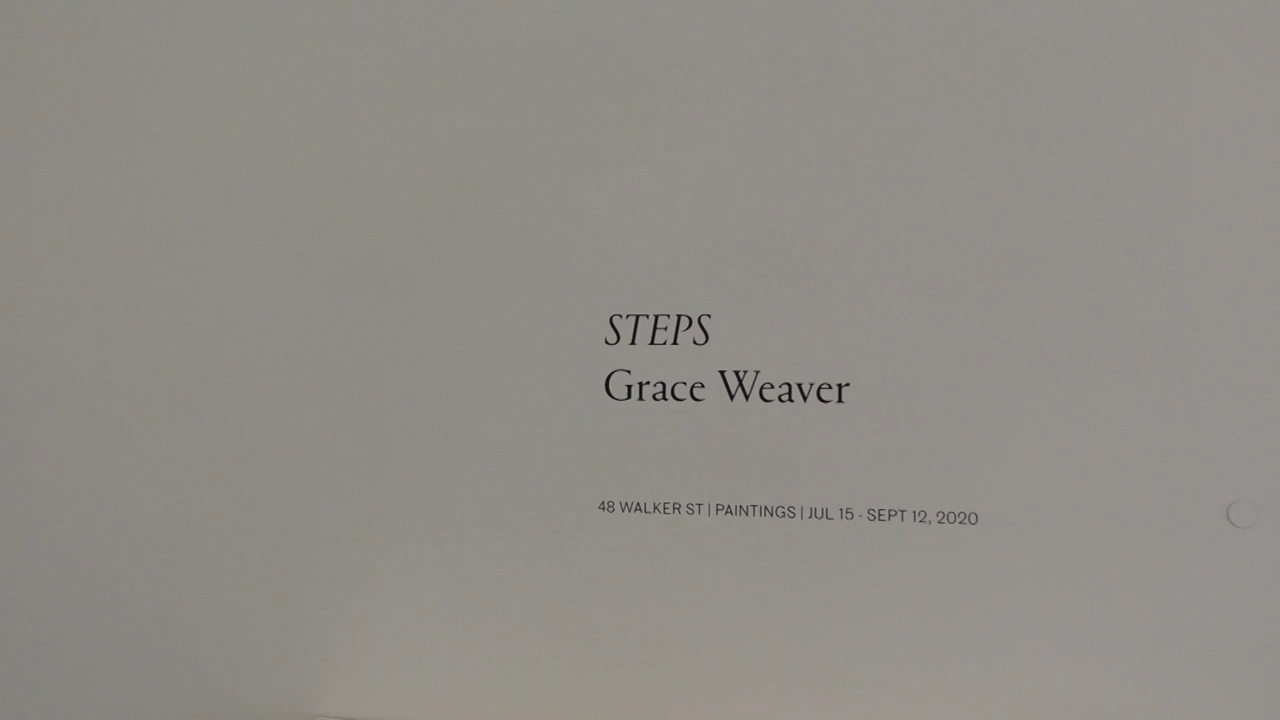 STEPS
Grace Weaver
48 WALKER ST | PAINTINGS | JUL 15 - SEPT 12, 2020